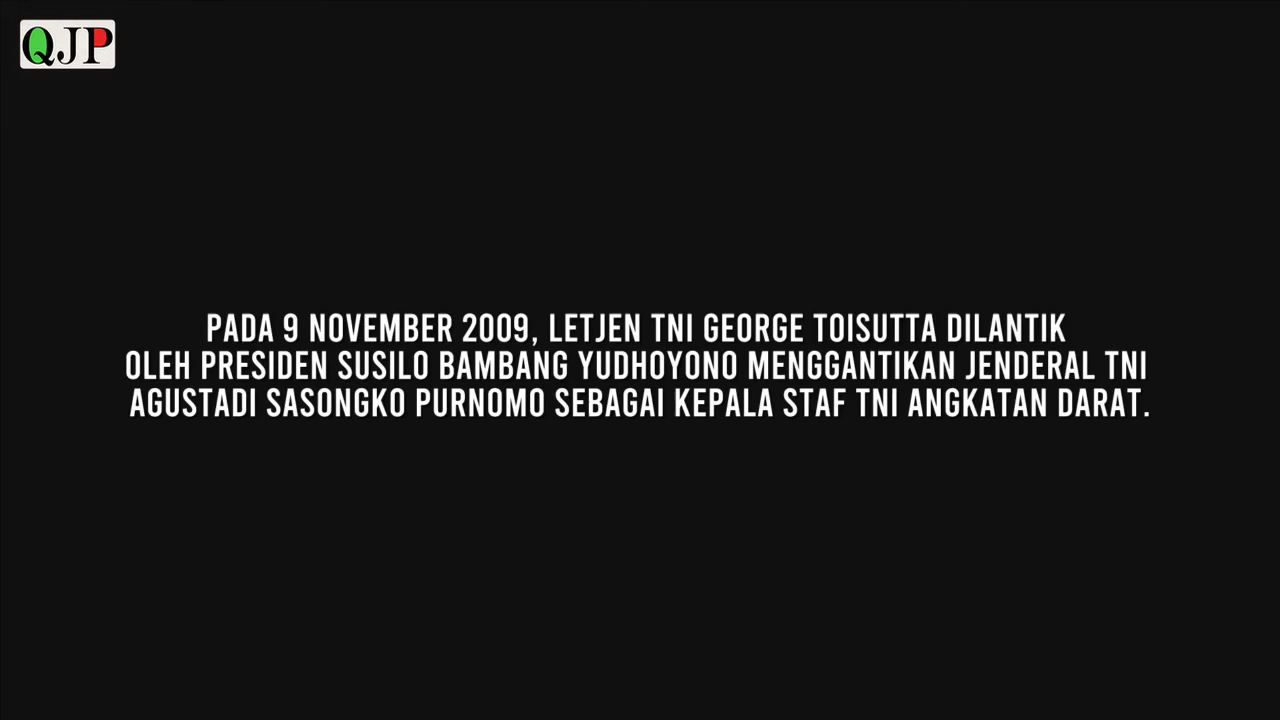 QJP
PADA 9 NOVEMBER 2009, LETJEN TNI GEORGE TOISUTTA DILANTIK
OLEH PRESIDEN SUSILO BAMBANG YUDHOYONO MENGGANTIKAN JENDERAL TNI
AGUSTADI SASONGKO PURNOMO SEBAGAI KEPALA STAF TNI ANGKATAN DARAT.